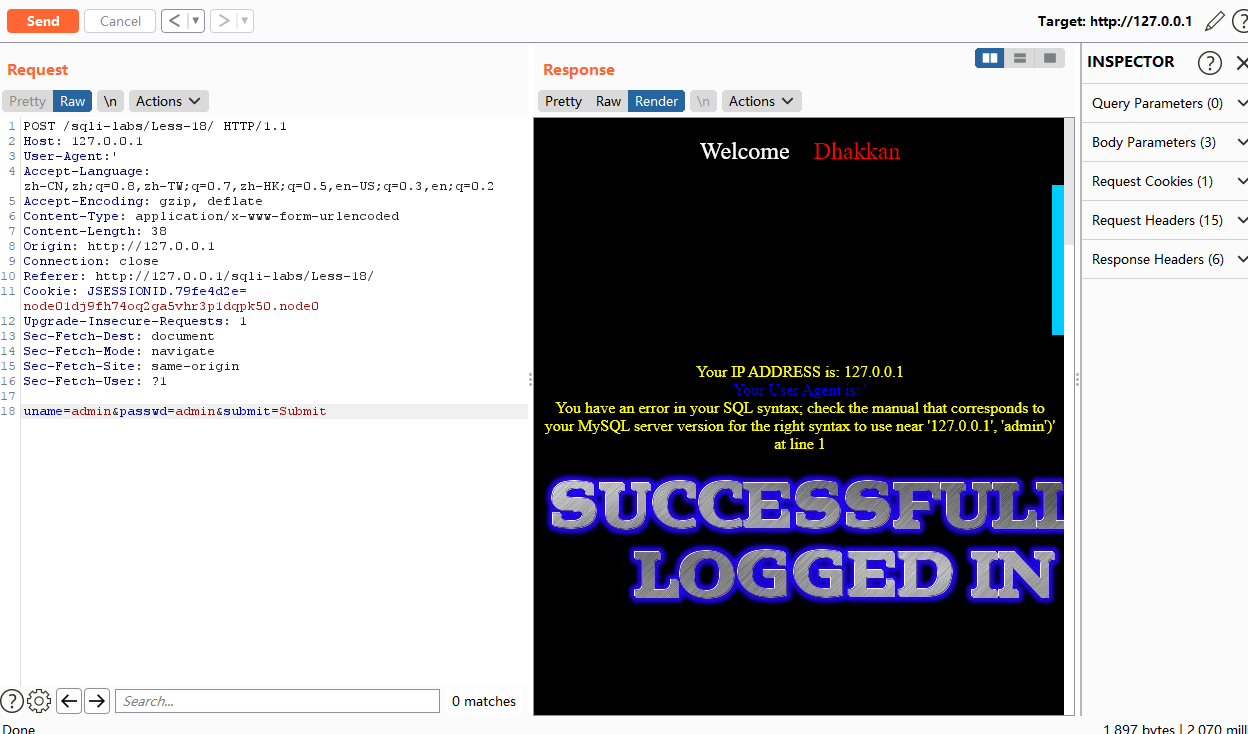 Send Cancel < ▼ > ▼ Target: http://127.0.0.1
Request
Pretty Raw \n Actions
1 POST /sqli-labs/Less-18/ HTTP/1.1
2 Host: 127.0.0.1
3 User-Agent:'
4 Accept-Language:
zh-CN,zh;q=0.8,zh-TW;q=0.7,zh-HK;q=0.5,en-US;q=0.3,en;q=0.2
5 Accept-Encoding: gzip, deflate
6 Content-Type: application/x-www-form-urlencoded
7 Content-Length: 38
8 Origin: http://127.0.0.1
9 Connection: close
10 Referer: http://127.0.0.1/sqli-labs/Less-18/
11 Cookie: JSESSIONID.79fe4d2e=
node01dj9fh74oq2ga5vhr3p1dqpk50.node0
12 Upgrade-Insecure-Requests: 1
13 Sec-Fetch-Dest: document
14 Sec-Fetch-Mode: navigate
15 Sec-Fetch-Site: same-origin
16 Sec-Fetch-User: ?1
17
18 uname=admin&passwd=admin&submit=Submit
? Search... 0 matches
Done
Response
Pretty Raw Render \n Actions
Welcome Dhakkan
Your IP ADDRESS is: 127.0.0.1
Your User Agent is: '
You have an error in your SQL syntax; check the manual that corresponds to
your MySQL server version for the right syntax to use near '127.0.0.1', 'admin')'
at line 1
SUCCESSFULL
LOGGED IN
INSPECTOR ?
Query Parameters (0)
Body Parameters (3)
Request Cookies (1)
Request Headers (15)
Response Headers (6)
1,897 bytes | 2,070 mill